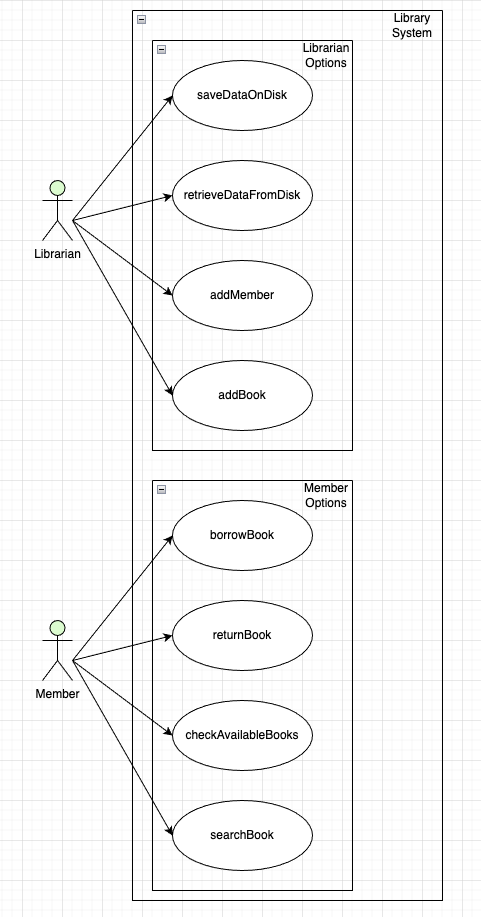 Library
System
Librarian
Options
saveDataOnDisk
retrieveDataFromDisk
Librarian
addMember
addBook
Member
Options
borrowBook
returnBook
Member
checkAvailableBooks
searchBook